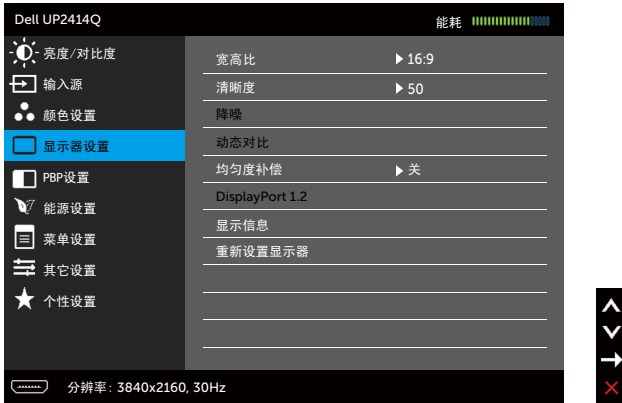 Dell UP2414Q
能耗
亮度/对比度
输入源
颜色设置
显示器设置
PBP设置
能源设置
菜单设置
其它设置
个性设置
宽高比 16:9
清晰度 50
降噪
动态对比
均匀度补偿 关
DisplayPort 1.2
显示信息
重新设置显示器
分辨率: 3840x2160, 30Hz